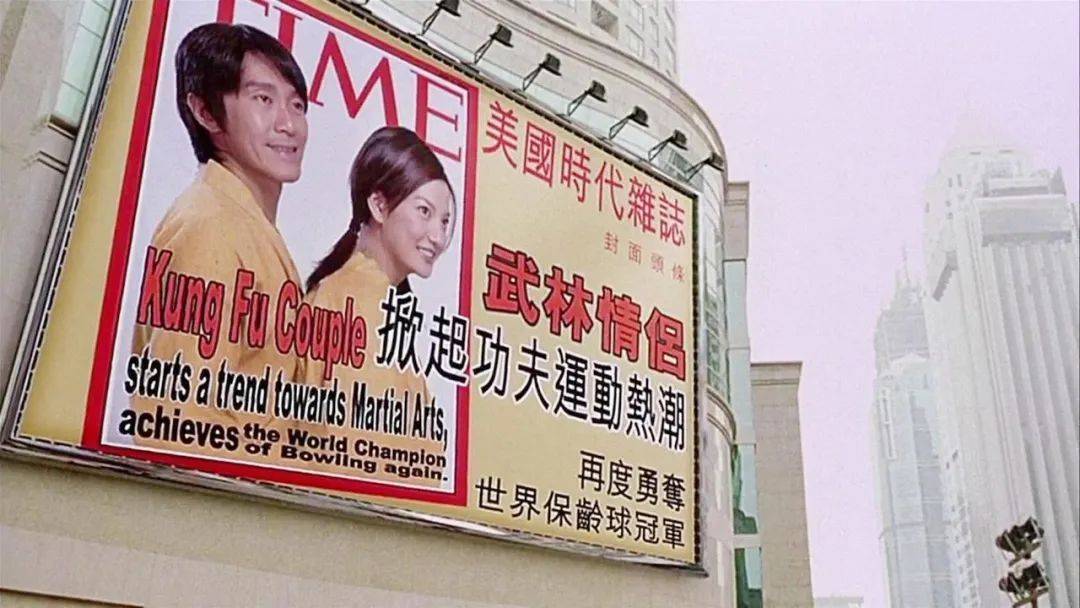 TIME
Kung Fu Couple
starts a trend towards Martial Arts,
achieves the World Champion
of Bowling again.
美國時代雜誌
封面頭條
武林情侶
掀起功夫運動熱潮
再度勇奪
世界保齡球冠軍